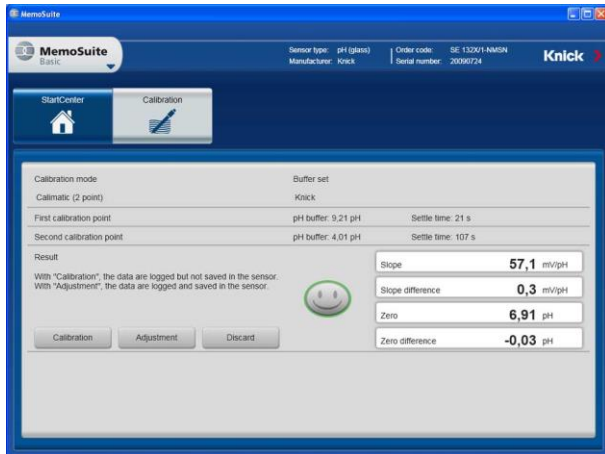 MemoSuite
MemoSuite
Basic
Sensor type: pH (glass)
Manufacturer: Knick
Order code: SE 132X/1-NMSN
Serial number: 20090724
Knick
StartCenter
Calibration
Calibration mode
Buffer set
Calimatic (2 point)
Knick
First calibration point
pH buffer: 9,21 pH
Settle time: 21 s
Second calibration point
pH buffer: 4,01 pH
Settle time: 107 s
Result
With "Calibration", the data are logged but not saved in the sensor.
With "Adjustment", the data are logged and saved in the sensor.
Slope 57,1 mV/pH
Slope difference 0,3 mV/pH
Zero 6,91 pH
Zero difference -0,03 pH
Calibration
Adjustment
Discard